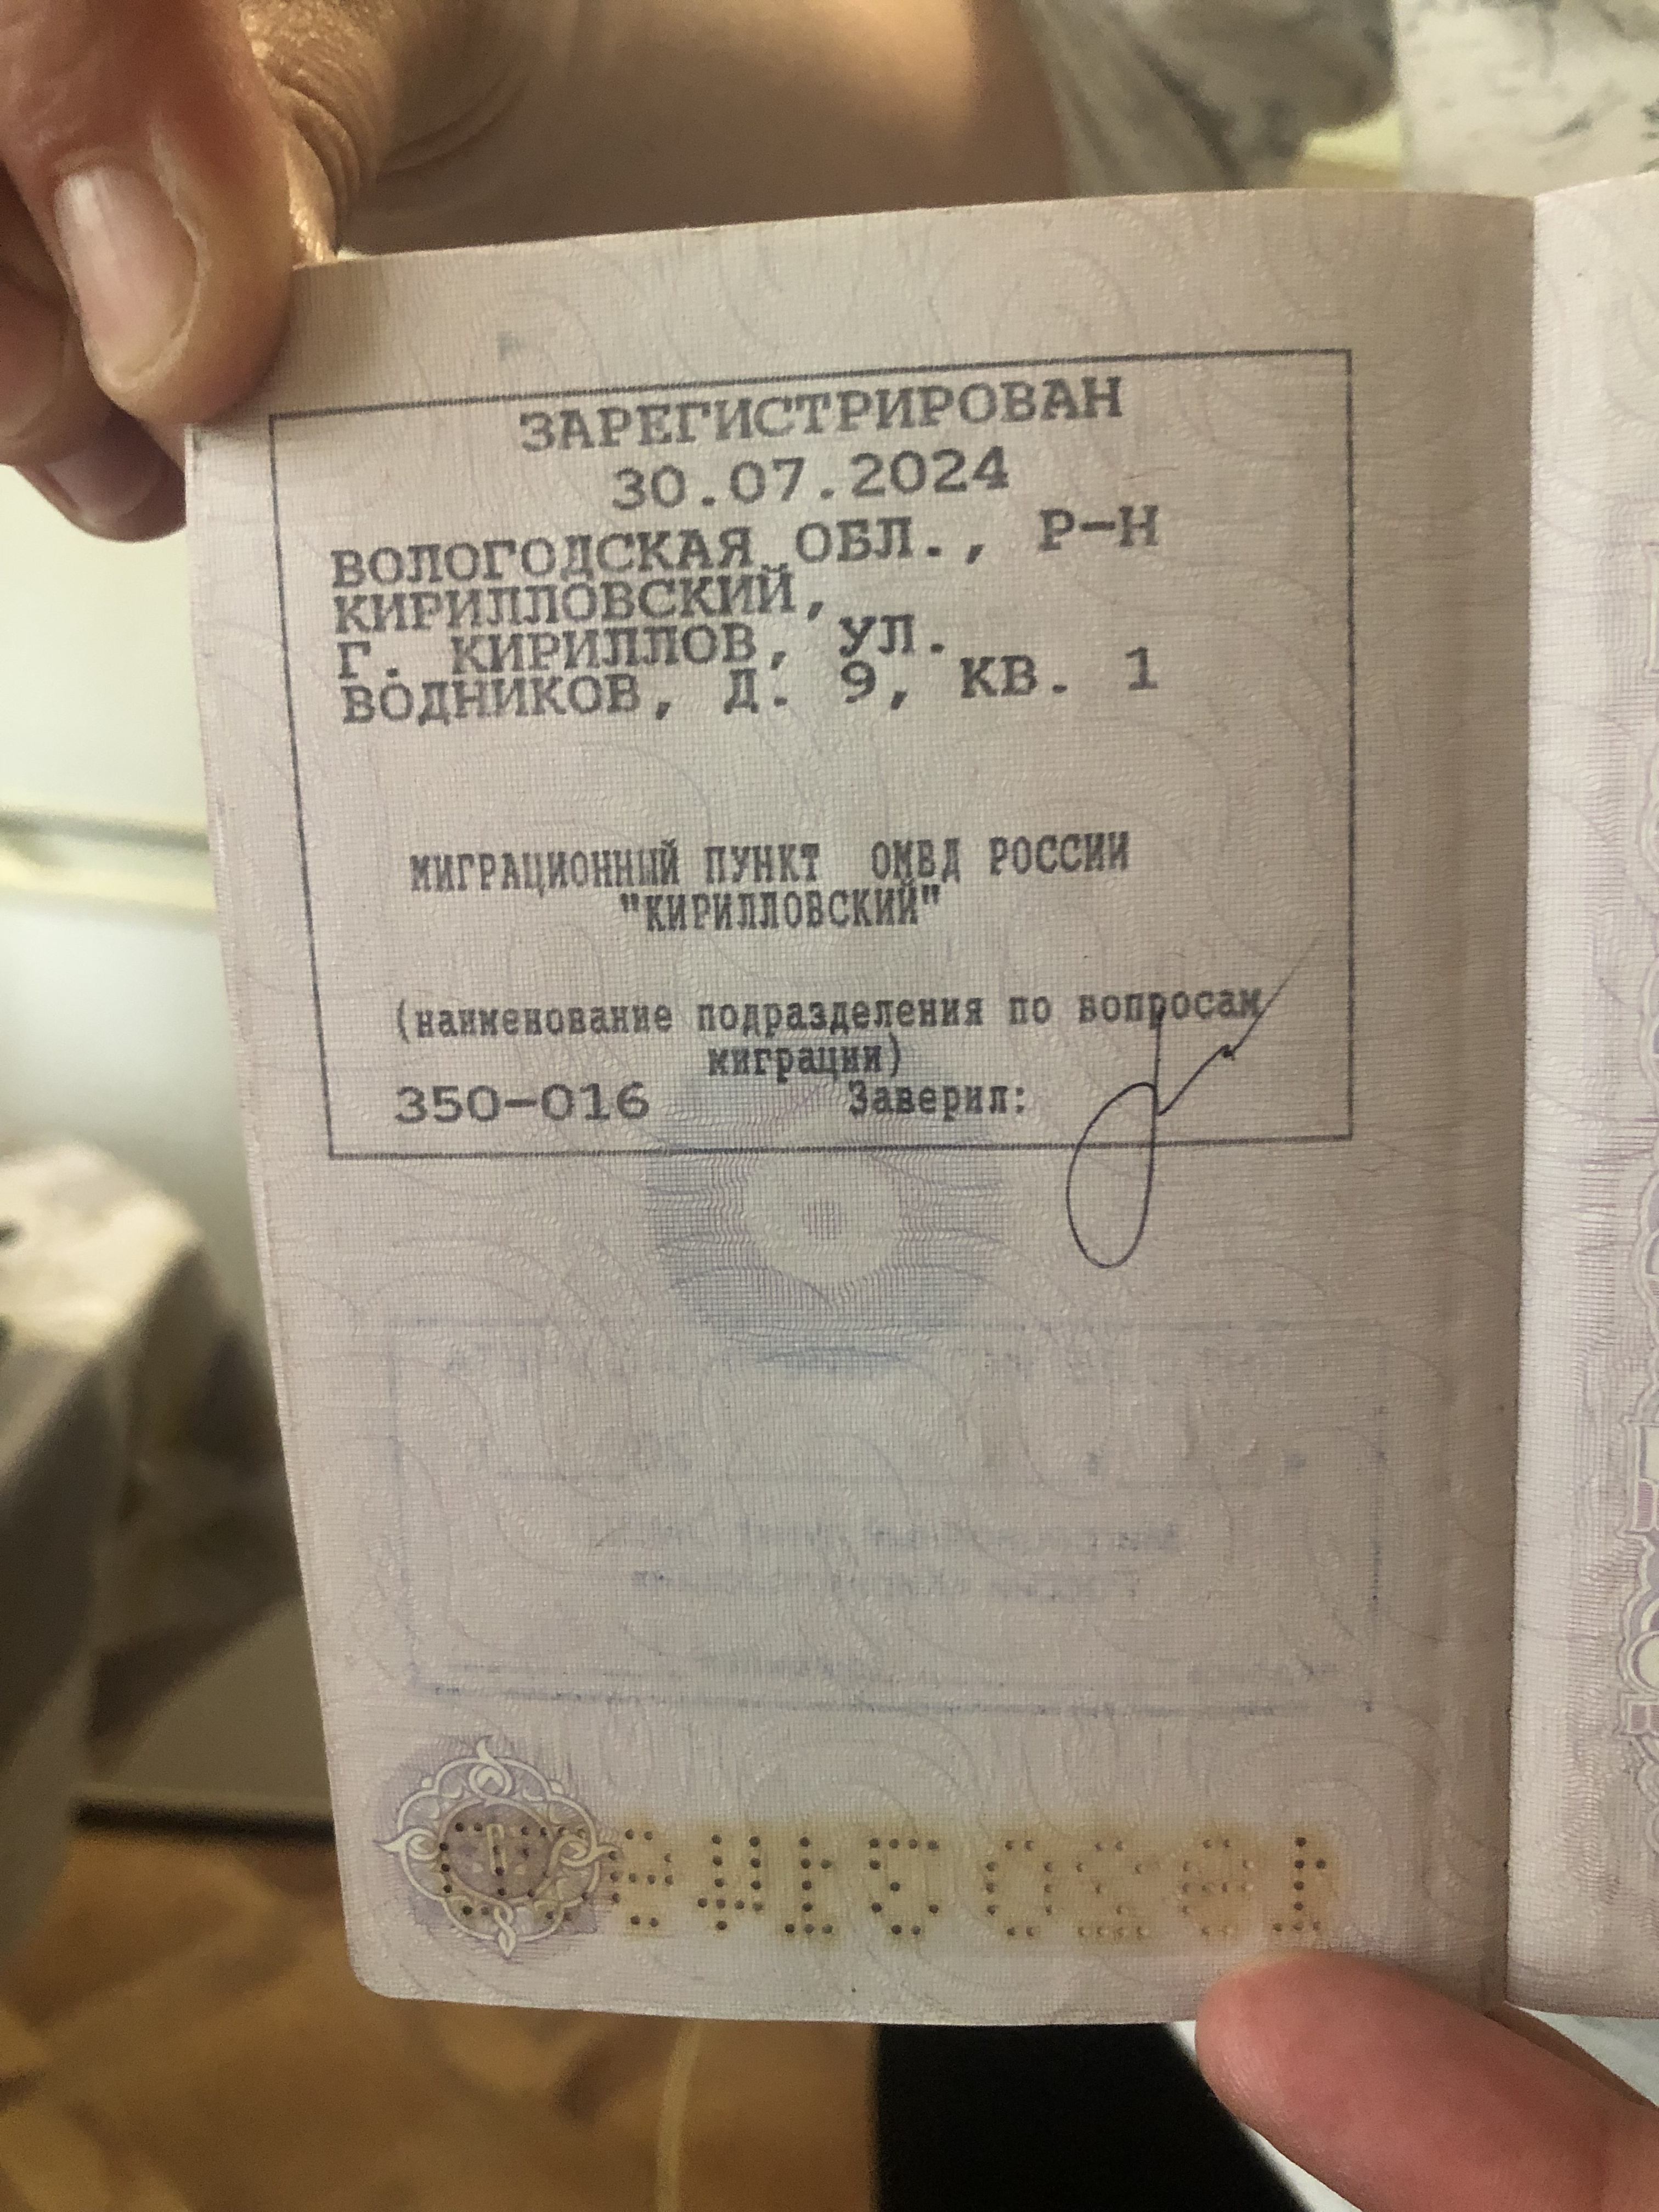 ЗАРЕГИСТРИРОВАН
30.07.2024
ВОЛОГОДСКАЯ ОБЛ., Р-Н
КИРИЛЛОВСКИЙ,
Г. КИРИЛЛОВ, УЛ.
ВОДНИКОВ, Д. 9, КВ. 1
МИГРАЦИОННЫЙ ПУНКТ ОМВД РОССИИ
"КИРИЛЛОВСКИЙ"
(наименование подразделения по вопросам
миграции)
350-016 Заверил: